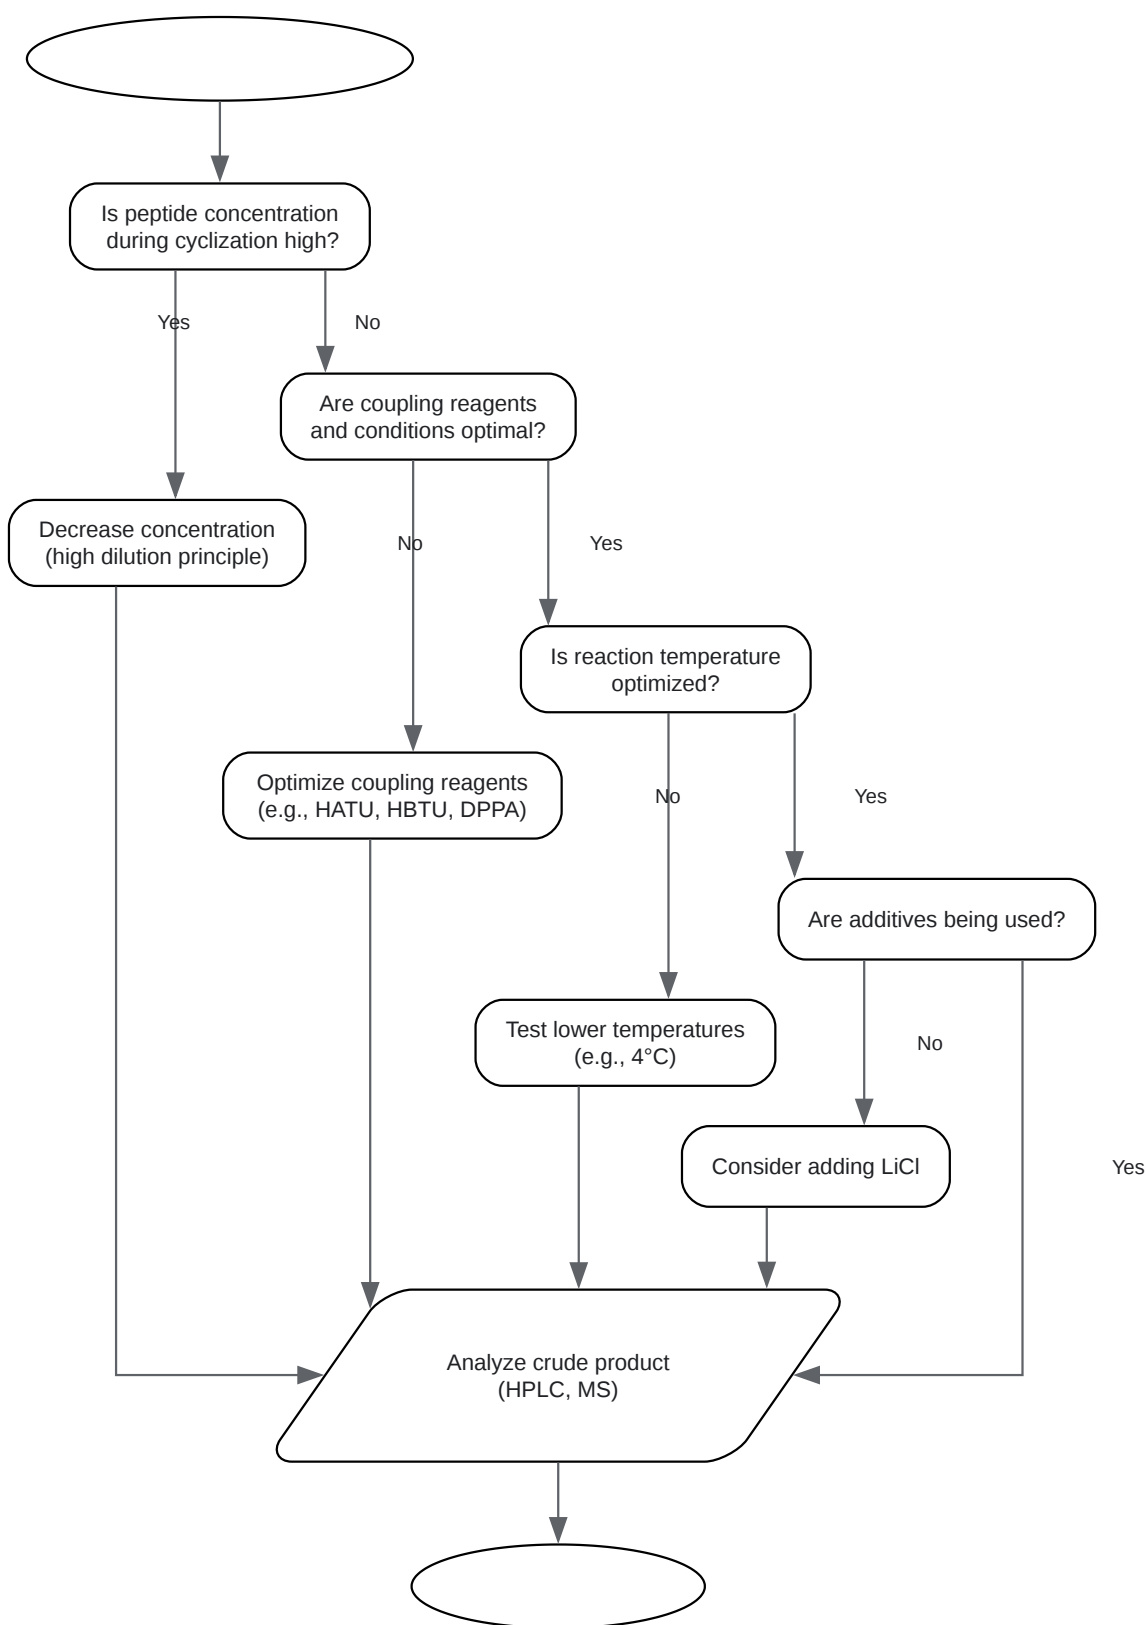 Is peptide concentration
during cyclization high?
Yes
No
Are coupling reagents
and conditions optimal?
Decrease concentration
(high dilution principle)
No
Yes
Is reaction temperature
optimized?
Optimize coupling reagents
(e.g., HATU, HBTU, DPPA)
No
Yes
Are additives being used?
Test lower temperatures
(e.g., 4°C)
No
Consider adding LiCl
Yes
Analyze crude product
(HPLC, MS)